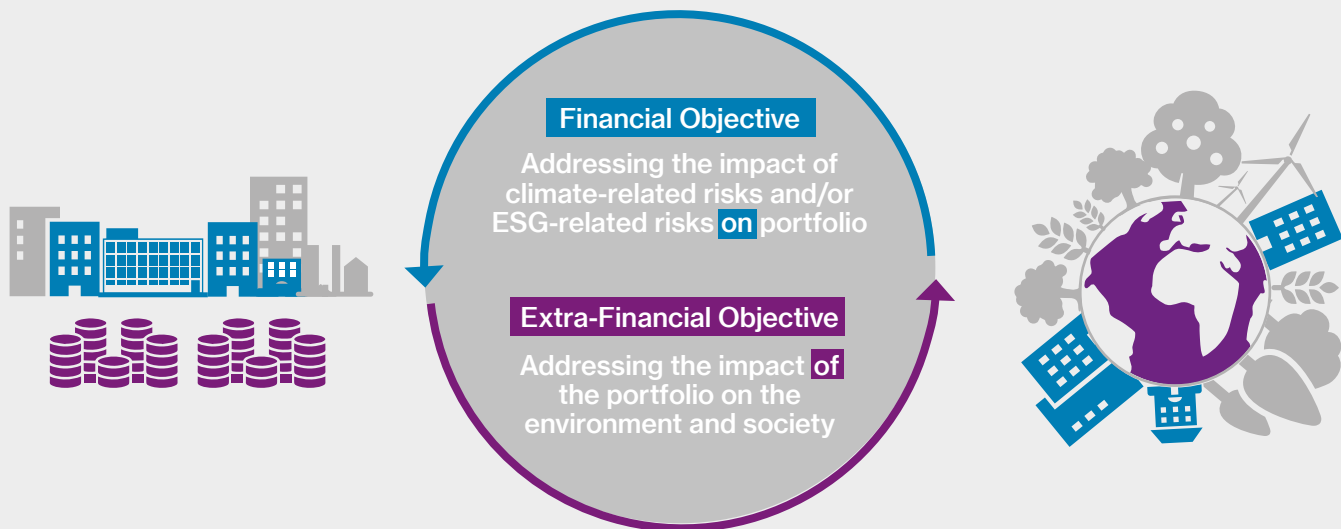 Financial Objective
Addressing the impact of
climate-related risks and/or
ESG-related risks on portfolio
Extra-Financial Objective
Addressing the impact of
the portfolio on the
environment and society